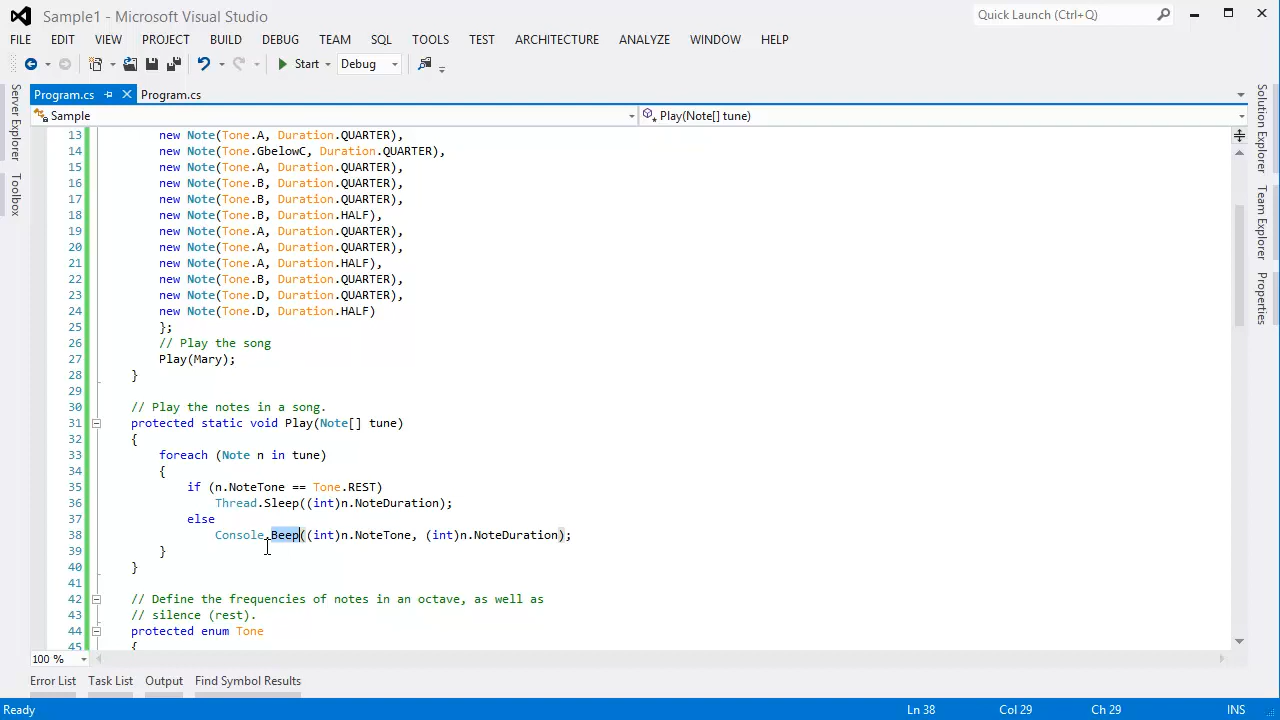 Sample1 - Microsoft Visual Studio
Quick Launch (Ctrl+Q)
FILE EDIT VIEW PROJECT BUILD DEBUG TEAM SQL TOOLS TEST ARCHITECTURE ANALYZE WINDOW HELP
Start Debug
Program.cs Program.cs
Sample Play(Note[] tune)
Server Explorer
Toolbox
13 new Note(Tone.A, Duration.QUARTER),
14 new Note(Tone.GbelowC, Duration.QUARTER),
15 new Note(Tone.A, Duration.QUARTER),
16 new Note(Tone.B, Duration.QUARTER),
17 new Note(Tone.B, Duration.QUARTER),
18 new Note(Tone.B, Duration.HALF),
19 new Note(Tone.A, Duration.QUARTER),
20 new Note(Tone.A, Duration.QUARTER),
21 new Note(Tone.A, Duration.HALF),
22 new Note(Tone.B, Duration.QUARTER),
23 new Note(Tone.D, Duration.QUARTER),
24 new Note(Tone.D, Duration.HALF)
25 };
26 // Play the song
27 Play(Mary);
28 }
29
30 // Play the notes in a song.
31 protected static void Play(Note[] tune)
32 {
33 foreach (Note n in tune)
34 {
35 if (n.NoteTone == Tone.REST)
36 Thread.Sleep((int)n.NoteDuration);
37 else
38 Console.Beep((int)n.NoteTone, (int)n.NoteDuration);
39 }
40 }
41
42 // Define the frequencies of notes in an octave, as well as
43 // silence (rest).
44 protected enum Tone
45 {
Solution Explorer
Team Explorer
Properties
100 %
Error List Task List Output Find Symbol Results
Ready Ln 38 Col 29 Ch 29 INS